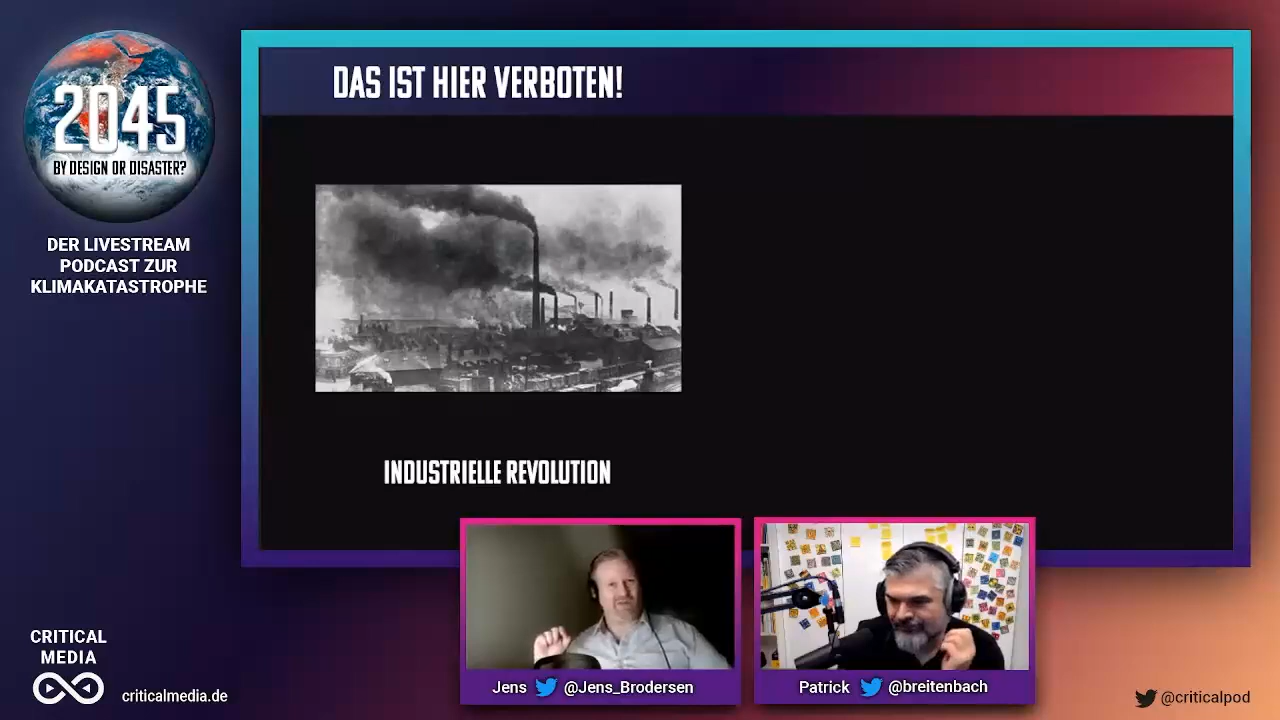 2045
BY DESIGN OR DISASTER?
DER LIVESTREAM
PODCAST ZUR
KLIMAKATASTROPHE
DAS IST HIER VERBOTEN!
INDUSTRIELLE REVOLUTION
Jens @Jens_Brodersen
Patrick @breitenbach
CRITICAL
MEDIA
criticalmedia.de
@criticalpod